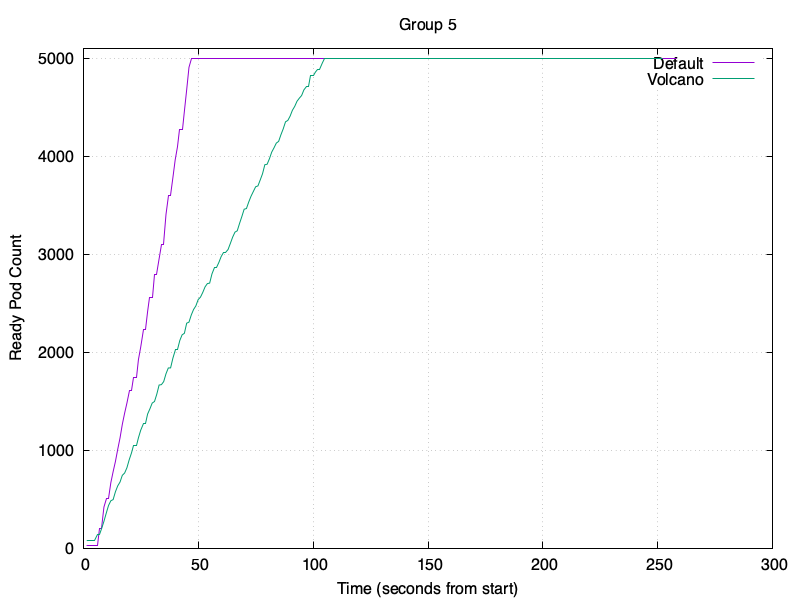 Group 5
5000
4000
3000
2000
1000
0
Ready Pod Count
Default
Volcano
0 50 100 150 200 250 300
Time (seconds from start)